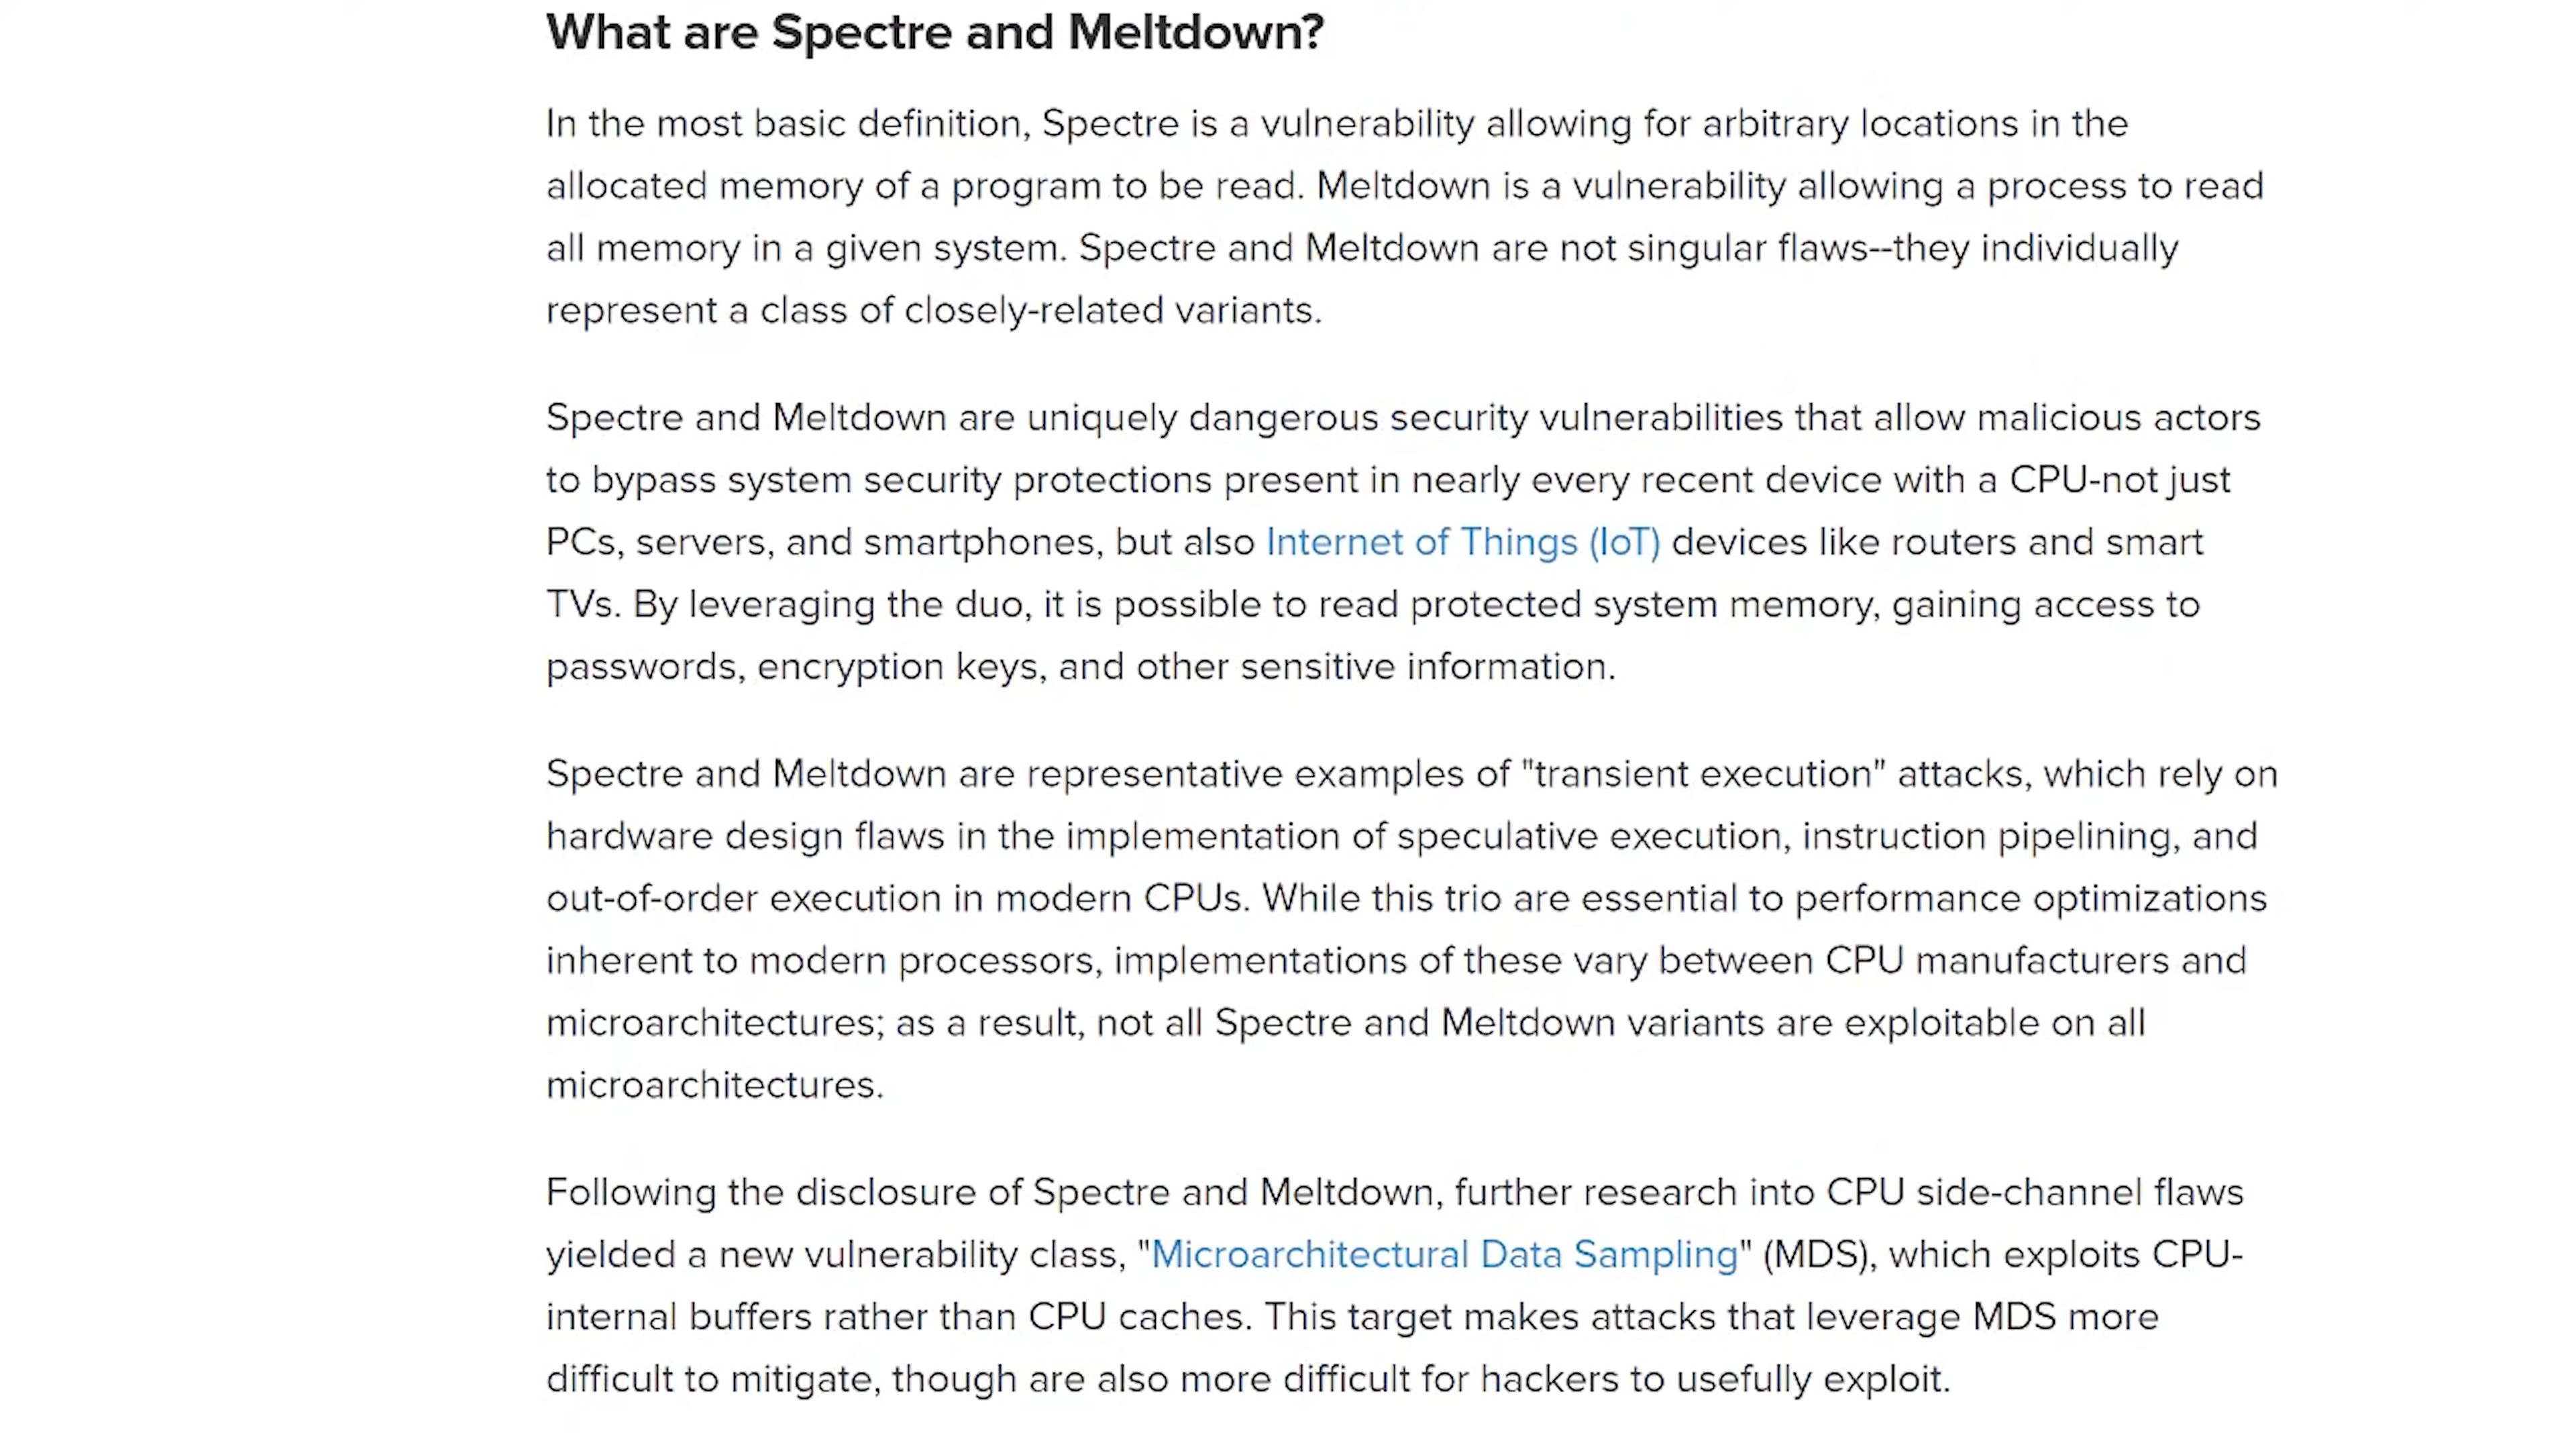 What are Spectre and Meltdown?
In the most basic definition, Spectre is a vulnerability allowing for arbitrary locations in the
allocated memory of a program to be read. Meltdown is a vulnerability allowing a process to read
all memory in a given system. Spectre and Meltdown are not singular flaws--they individually
represent a class of closely-related variants.
Spectre and Meltdown are uniquely dangerous security vulnerabilities that allow malicious actors
to bypass system security protections present in nearly every recent device with a CPU-not just
PCs, servers, and smartphones, but also Internet of Things (IoT) devices like routers and smart
TVs. By leveraging the duo, it is possible to read protected system memory, gaining access to
passwords, encryption keys, and other sensitive information.
Spectre and Meltdown are representative examples of "transient execution" attacks, which rely on
hardware design flaws in the implementation of speculative execution, instruction pipelining, and
out-of-order execution in modern CPUs. While this trio are essential to performance optimizations
inherent to modern processors, implementations of these vary between CPU manufacturers and
microarchitectures; as a result, not all Spectre and Meltdown variants are exploitable on all
microarchitectures.
Following the disclosure of Spectre and Meltdown, further research into CPU side-channel flaws
yielded a new vulnerability class, "Microarchitectural Data Sampling" (MDS), which exploits CPU-
internal buffers rather than CPU caches. This target makes attacks that leverage MDS more
difficult to mitigate, though are also more difficult for hackers to usefully exploit.